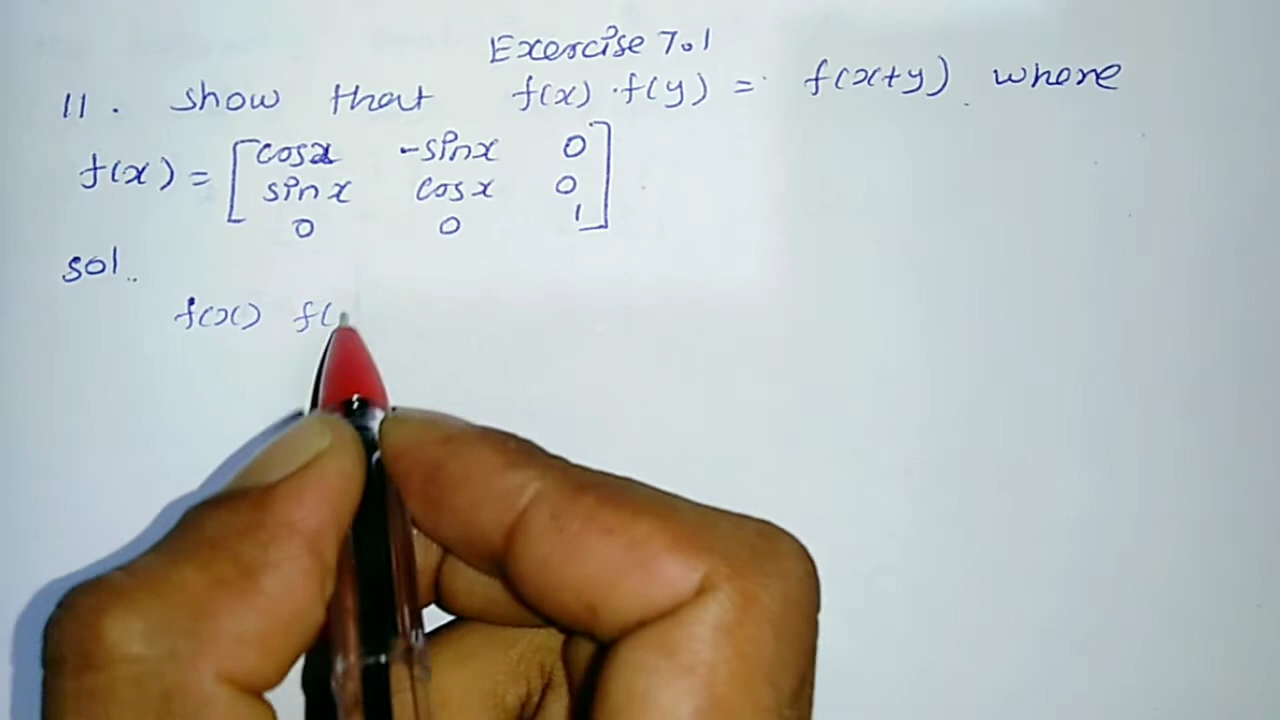 Exercise 7.1
11. show that f(x) . f(y) = f(x+y) where
f(x) = [ cosx -sinx 0
sinx cosx 0
0 0 1 ]
sol.
f(x) f(